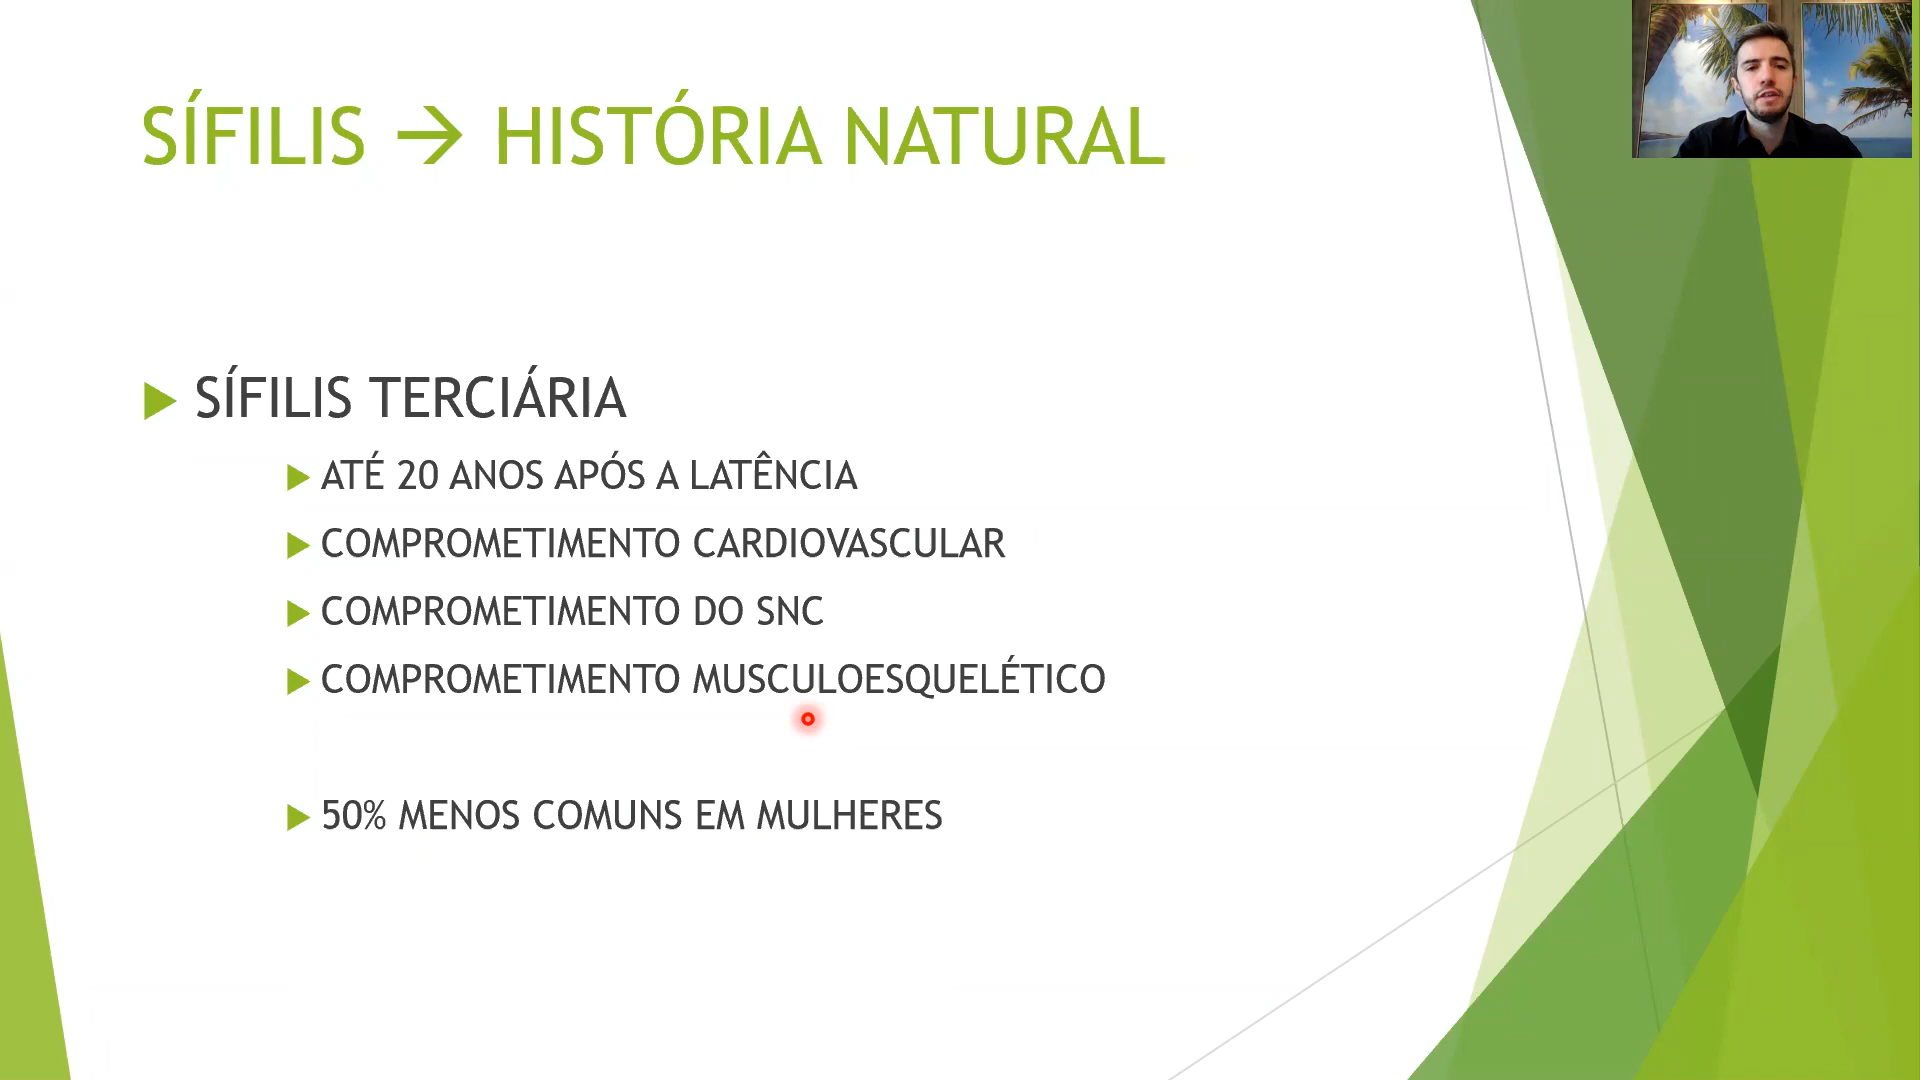 SÍFILIS → HISTÓRIA NATURAL
SÍFILIS TERCIÁRIA
ATÉ 20 ANOS APÓS A LATÊNCIA
COMPROMETIMENTO CARDIOVASCULAR
COMPROMETIMENTO DO SNC
COMPROMETIMENTO MUSCULOESQUELÉTICO
50% MENOS COMUNS EM MULHERES